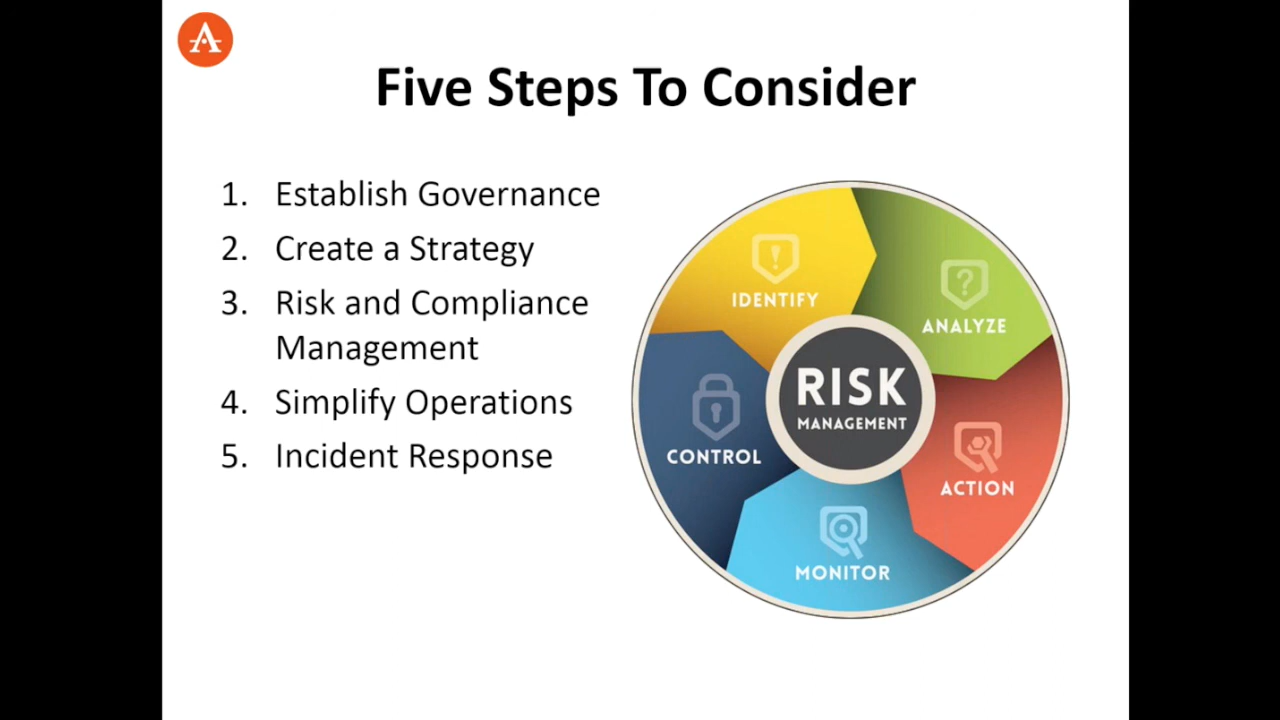 A
Five Steps To Consider
1. Establish Governance
2. Create a Strategy
3. Risk and Compliance
Management
4. Simplify Operations
5. Incident Response
IDENTIFY
ANALYZE
RISK
MANAGEMENT
CONTROL
ACTION
MONITOR